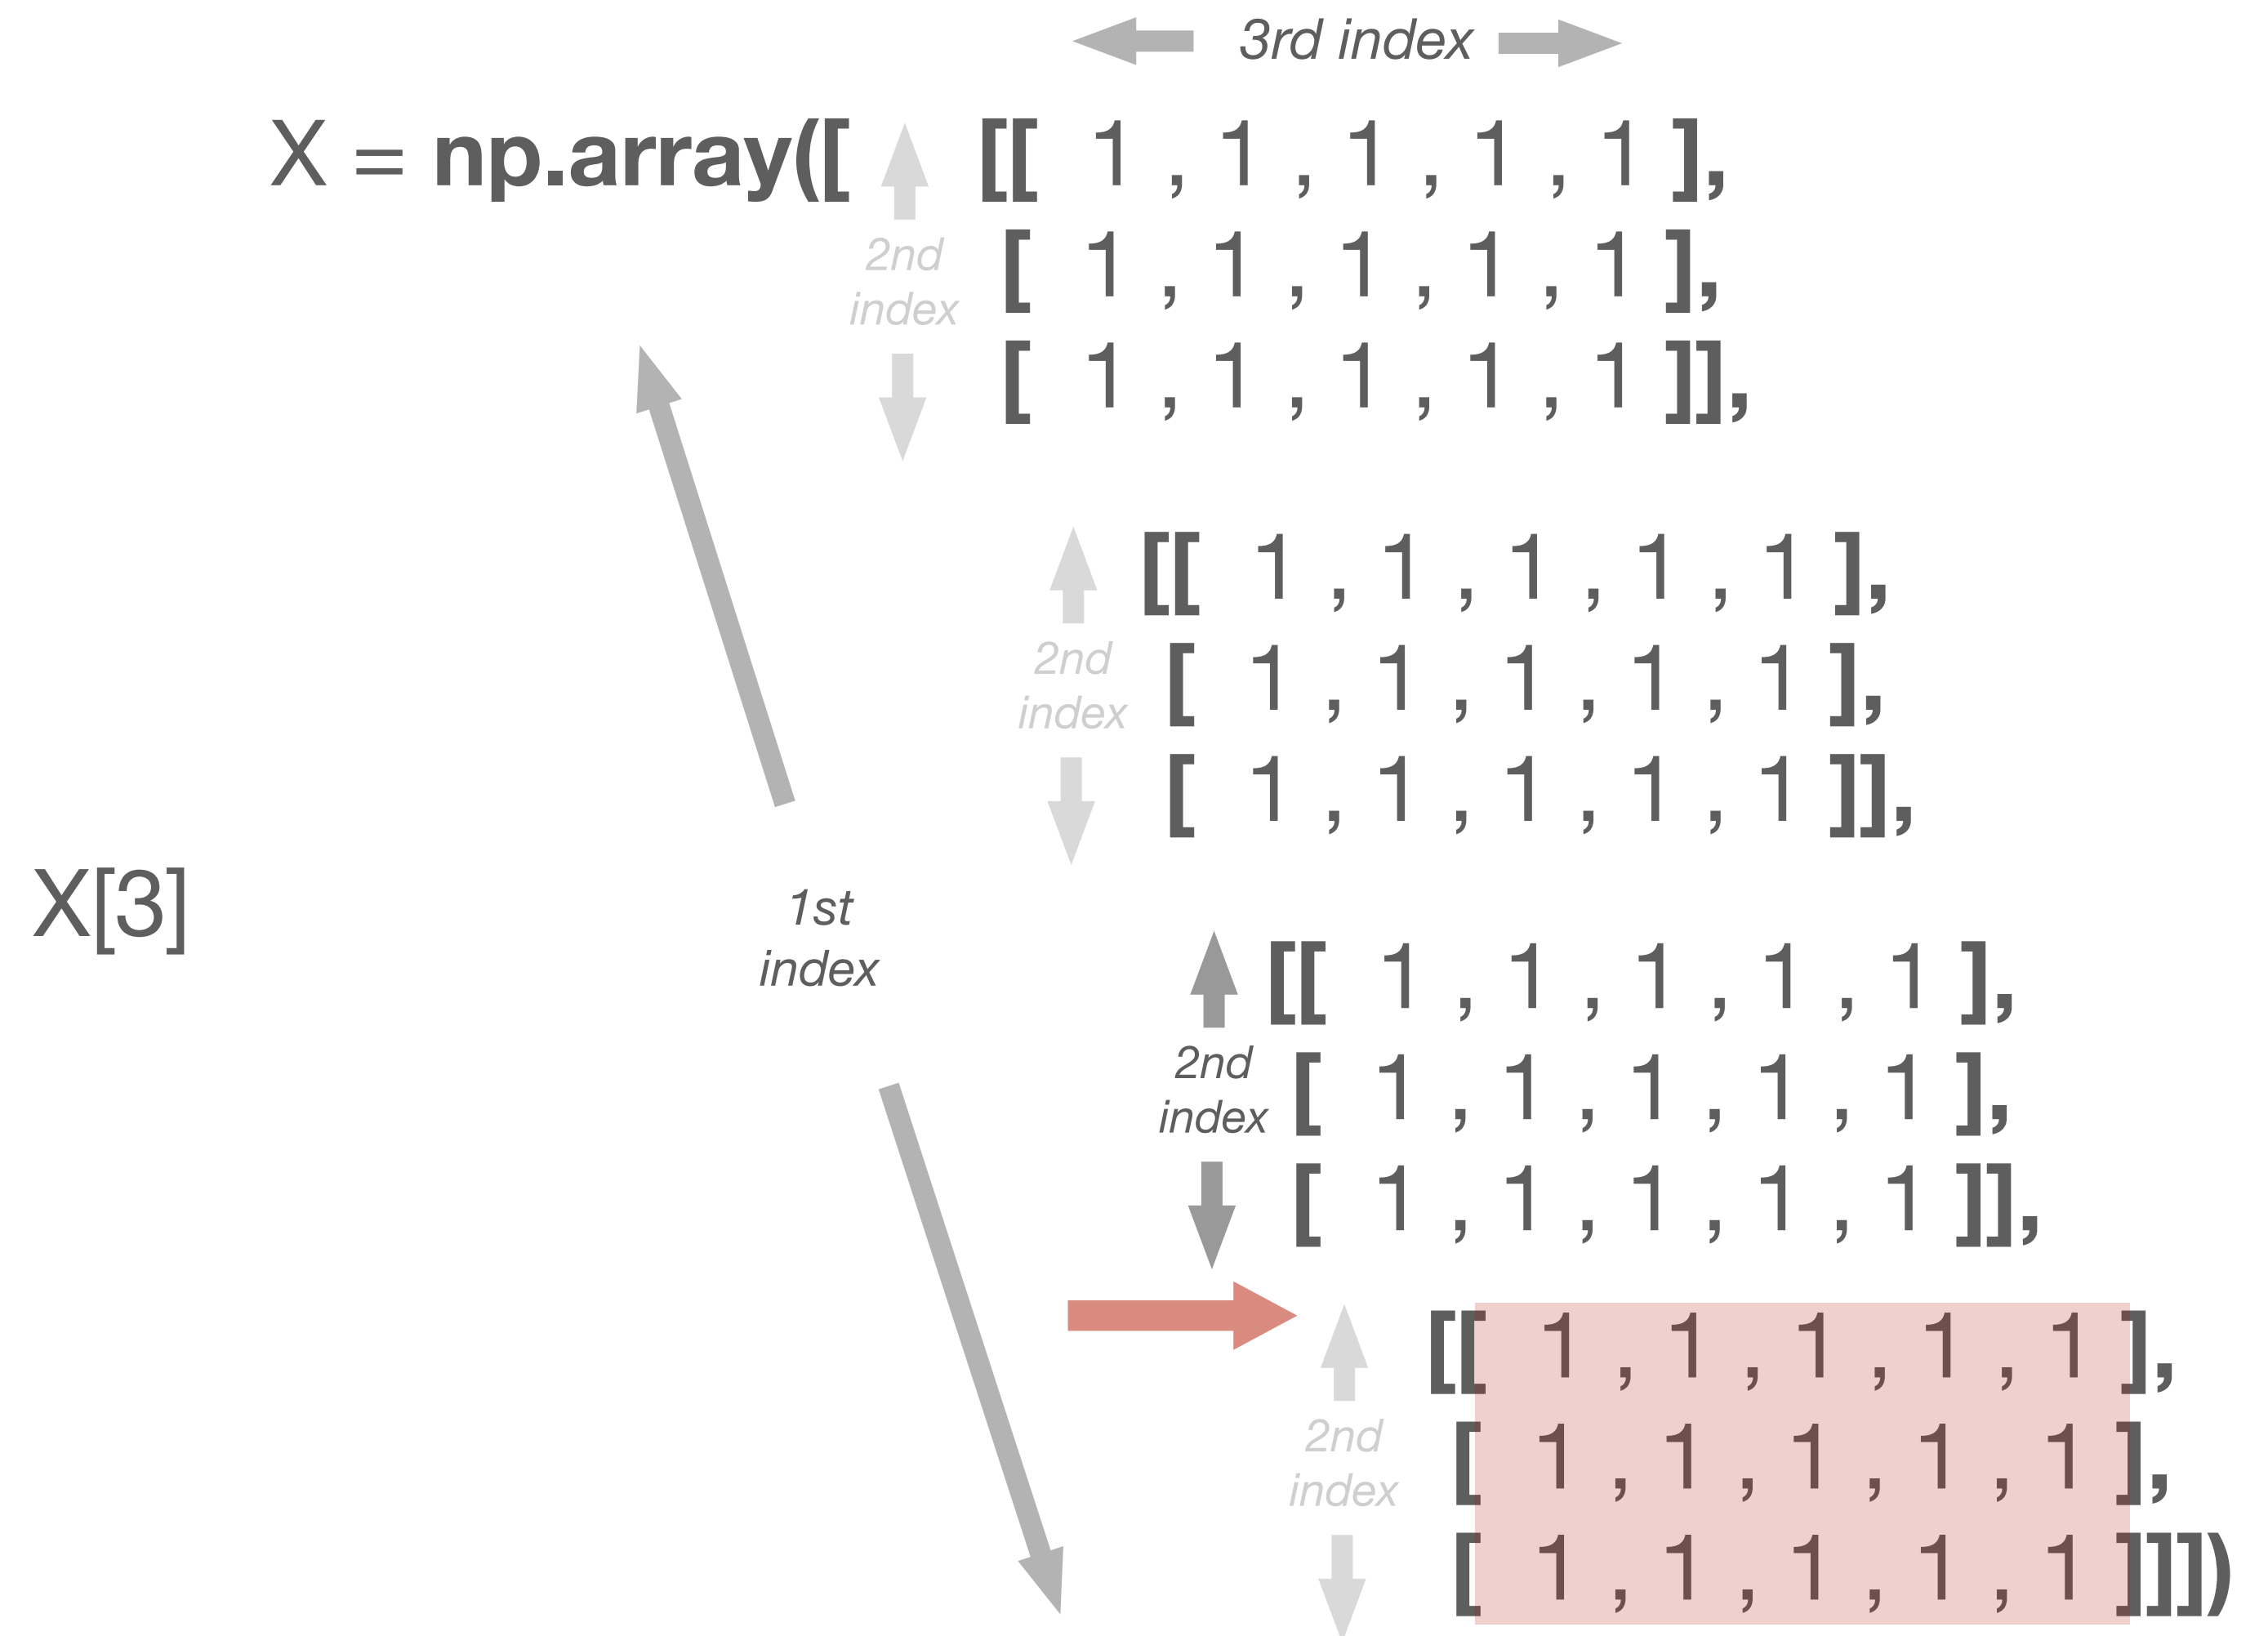 3rd index
X = np.array([ [[ 1 , 1 , 1 , 1 , 1 ],
[ 1 , 1 , 1 , 1 , 1 ],
[ 1 , 1 , 1 , 1 , 1 ]],
2nd
index
[[ 1 , 1 , 1 , 1 , 1 ],
[ 1 , 1 , 1 , 1 , 1 ],
[ 1 , 1 , 1 , 1 , 1 ]],
2nd
index
X[3]
1st
index
[[ 1 , 1 , 1 , 1 , 1 ],
[ 1 , 1 , 1 , 1 , 1 ],
[ 1 , 1 , 1 , 1 , 1 ]],
2nd
index
[[ 1 , 1 , 1 , 1 , 1 ],
[ 1 , 1 , 1 , 1 , 1 ],
[ 1 , 1 , 1 , 1 , 1 ]]])
2nd
index